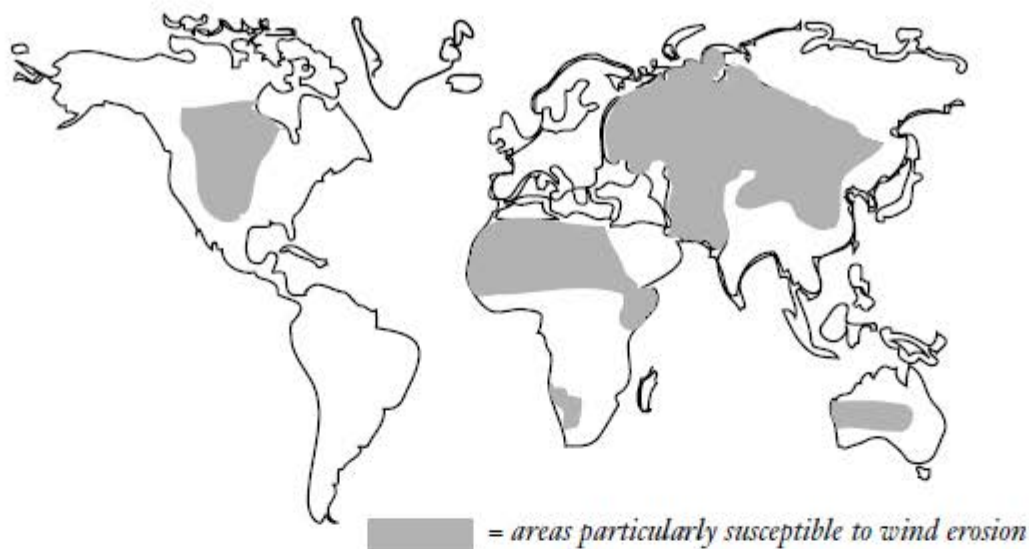 = areas particularly susceptible to wind erosion